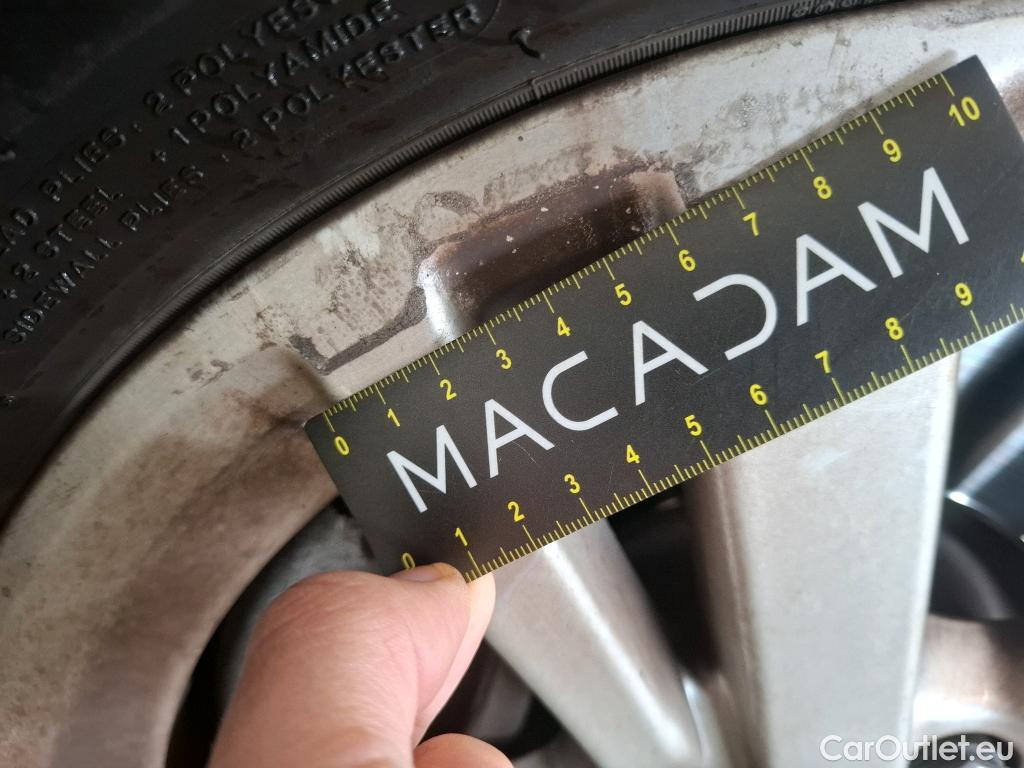 PLIES: 2 POLYES
+ 2 STEEL + 1 POLYAMIDE
SIDEWALL PLIES: 2 POLYESTER
0 1 2 3 4 5 6 7 8 9 10
MACADAM
0 1 2 3 4 5 6 7 8 9
CarOutlet.eu